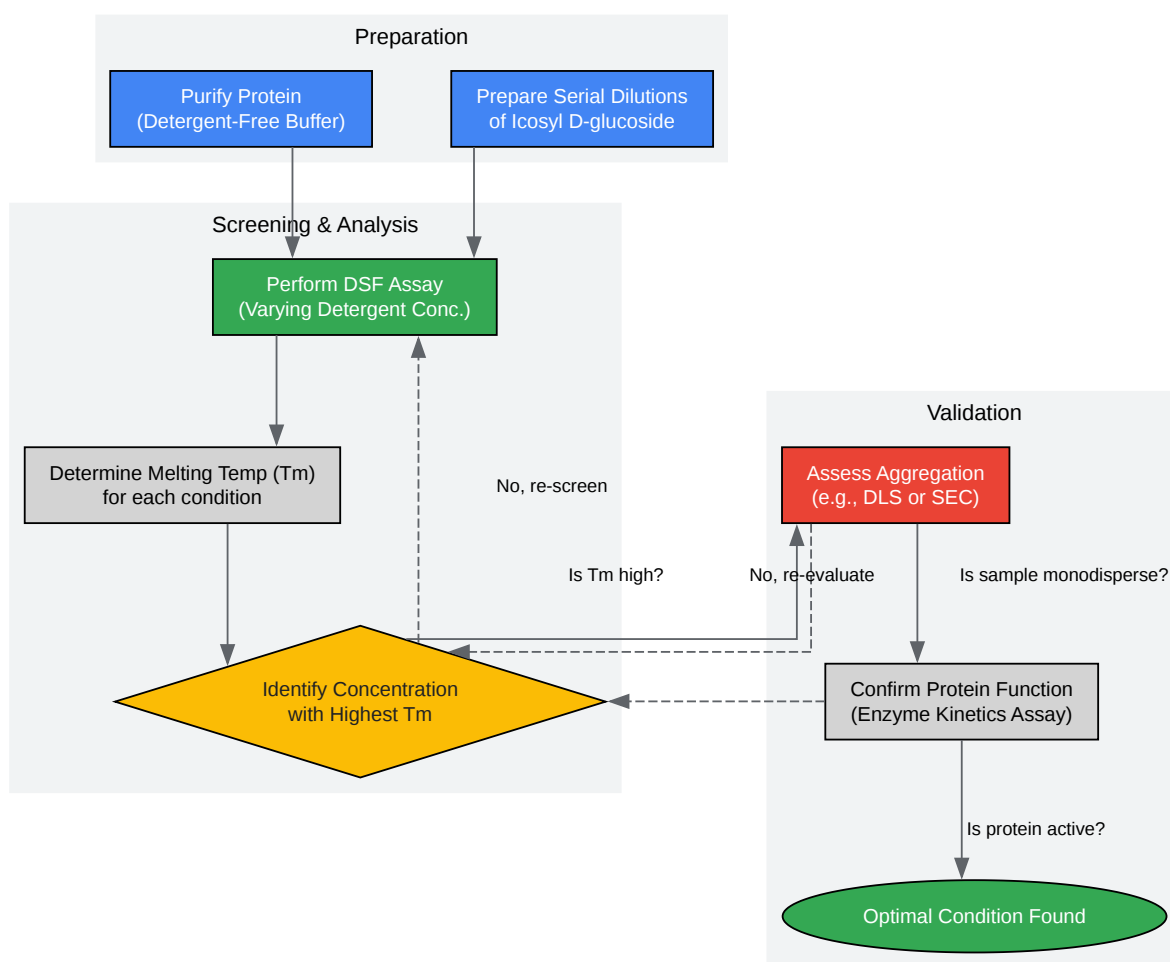 Preparation
Purify Protein
(Detergent-Free Buffer)
Prepare Serial Dilutions
of Icosyl D-glucoside
Screening & Analysis
Perform DSF Assay
(Varying Detergent Conc.)
Validation
Determine Melting Temp (Tm)
for each condition
No, re-screen
Assess Aggregation
(e.g., DLS or SEC)
Is Tm high?
No, re-evaluate
Is sample monodisperse?
Identify Concentration
with Highest Tm
Confirm Protein Function
(Enzyme Kinetics Assay)
Is protein active?
Optimal Condition Found